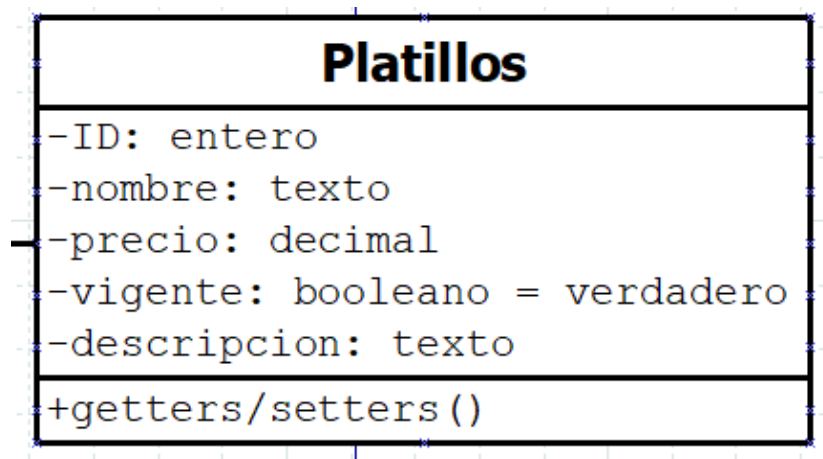 Platillos
-ID: entero
-nombre: texto
-precio: decimal
-vigente: booleano = verdadero
-descripcion: texto
+getters/setters()